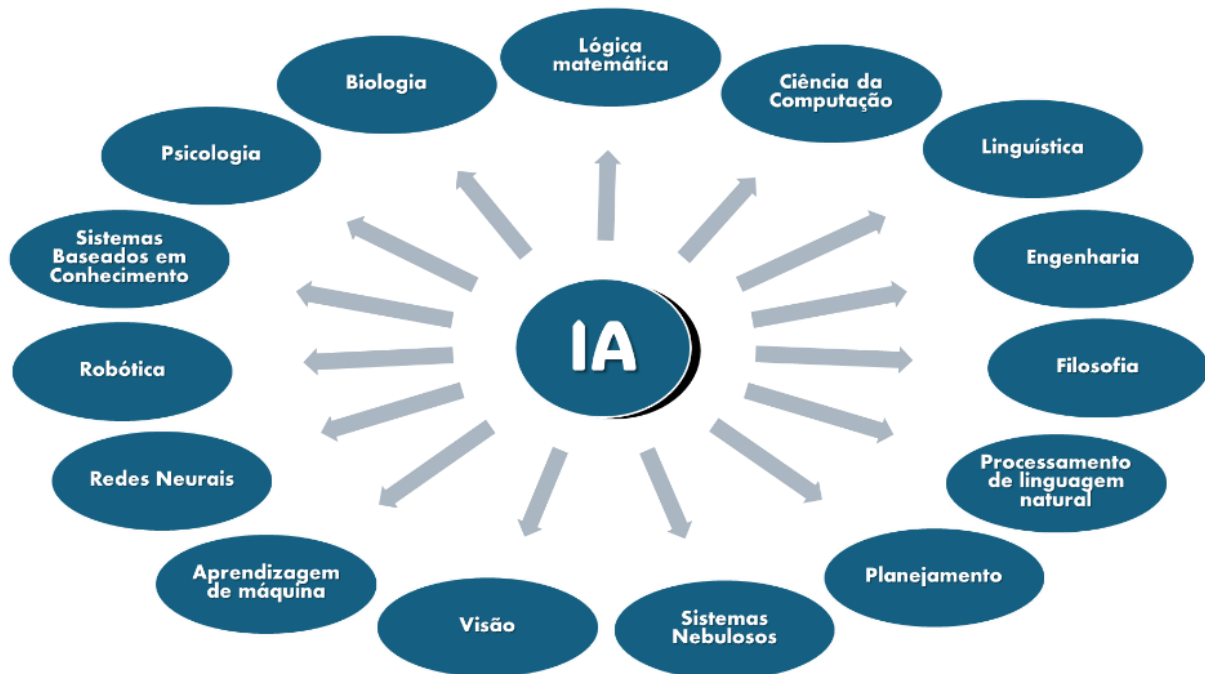 Lógica
matemática
Ciência da
Computação
Linguística
Engenharia
Filosofia
Processamento
de linguagem
natural
Planejamento
Sistemas
Nebulosos
Visão
Aprendizagem
de máquina
Redes Neurais
Robótica
Sistemas
Baseados em
Conhecimento
Psicologia
Biologia
IA